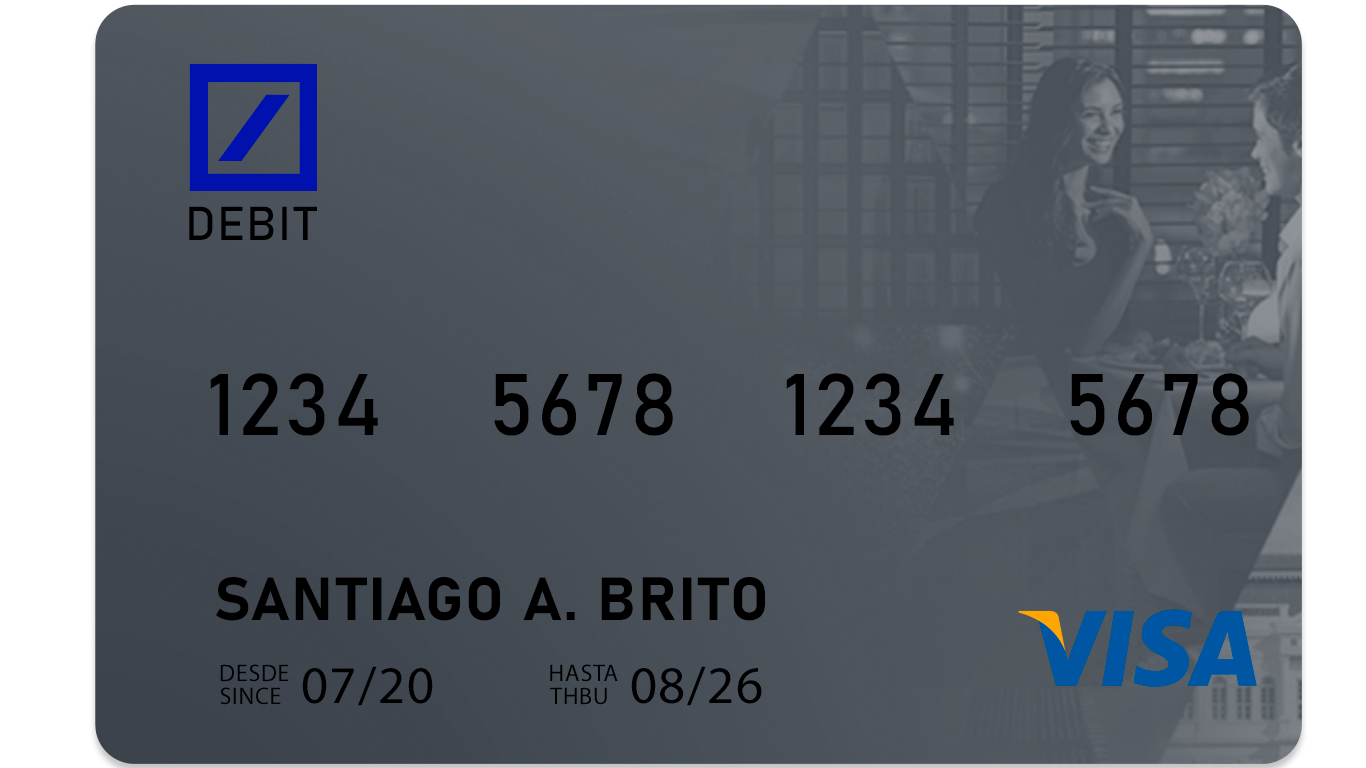 DEBIT
1234 5678 1234 5678
SANTIAGO A. BRITO
DESDE SINCE 07/20 HASTA THBU 08/26
VISA